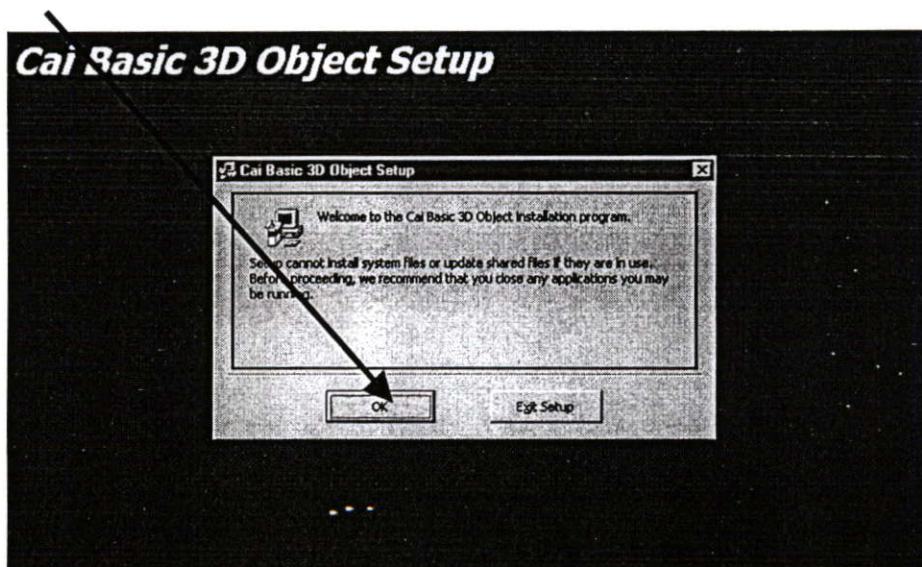 Cai Basic 3D Object Setup
Cai Basic 3D Object Setup
Welcome to the Cai Basic 3D Object installation program.
Setup cannot install system files or update shared files if they are in use.
Before proceeding, we recommend that you close any applications you may
be running.
OK
Exit Setup